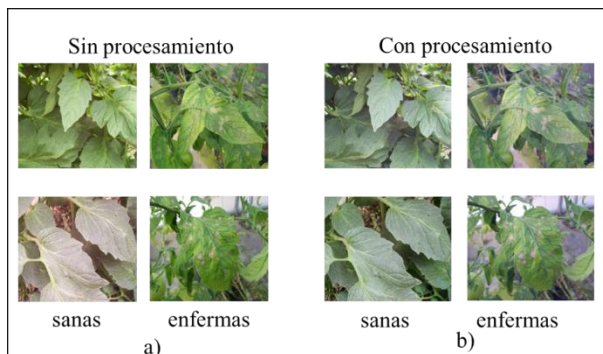 Sin procesamiento
Con procesamiento
sanas
enfermas
sanas
enfermas
a)
b)